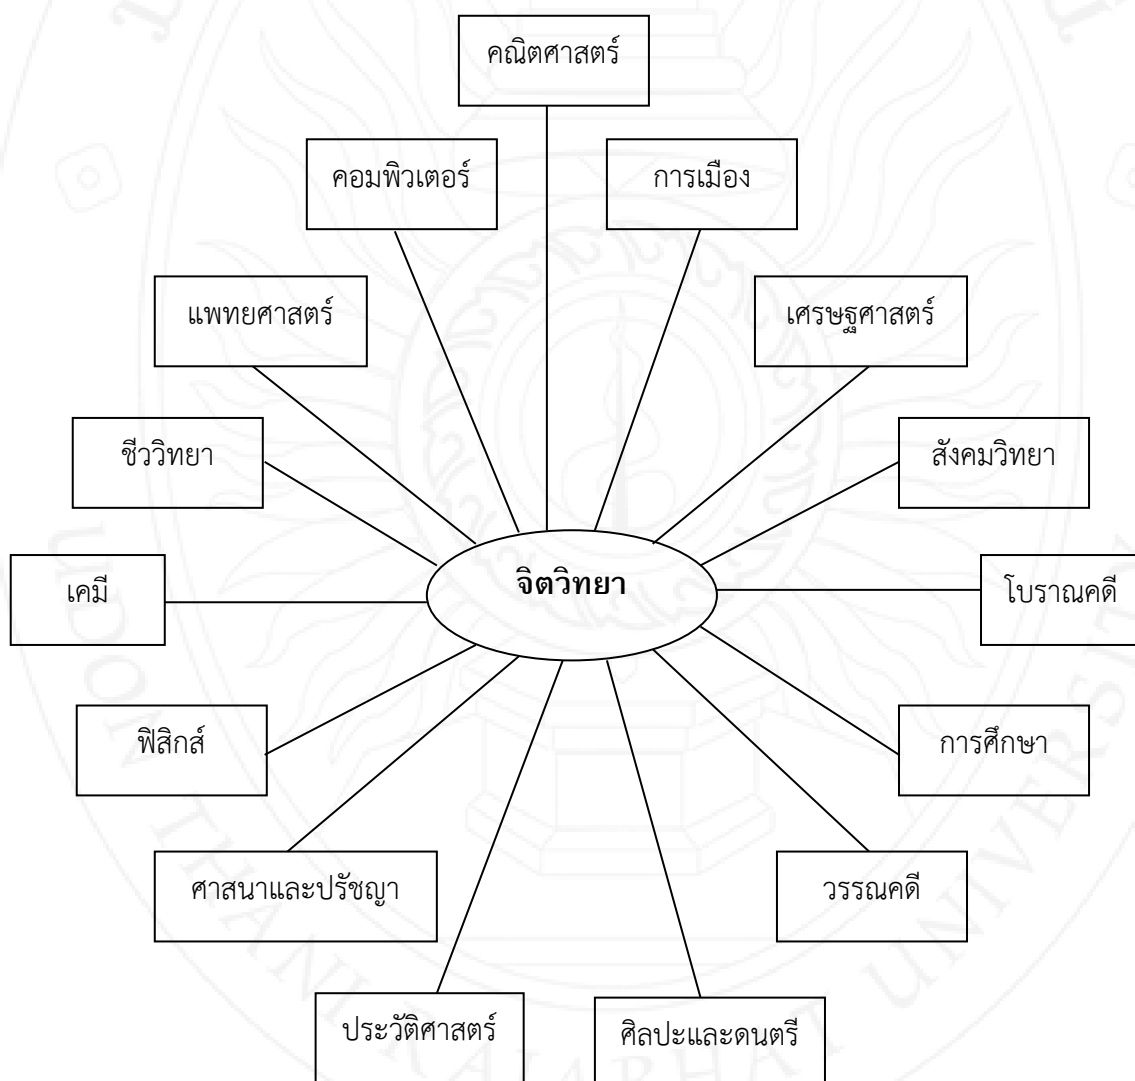 คณิตศาสตร์
คอมพิวเตอร์
การเมือง
แพทยศาสตร์
เศรษฐศาสตร์
ชีววิทยา
สังคมวิทยา
จิตวิทยา
เคมี
โบราณคดี
ฟิสิกส์
การศึกษา
ศาสนาและปรัชญา
วรรณคดี
ประวัติศาสตร์
ศิลปะและดนตรี
UDON THANI RAJABHAT UNIVERSITY